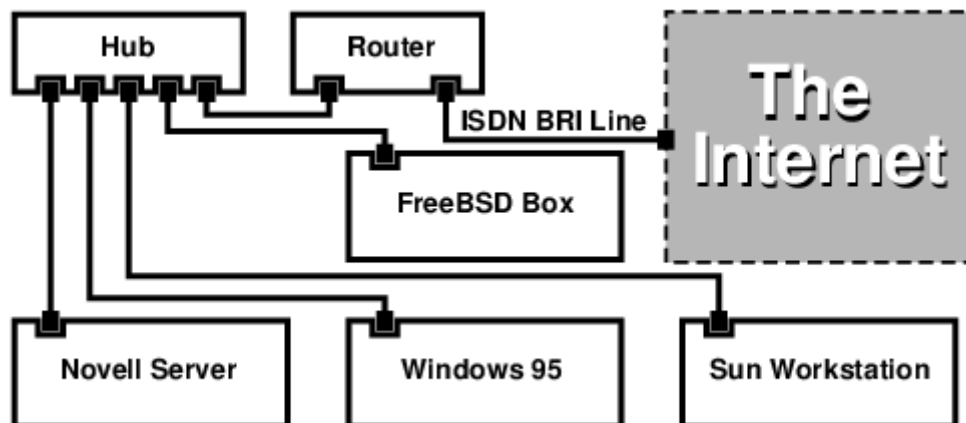 Hub
Router
The
Internet
ISDN BRI Line
FreeBSD Box
Novell Server
Windows 95
Sun Workstation